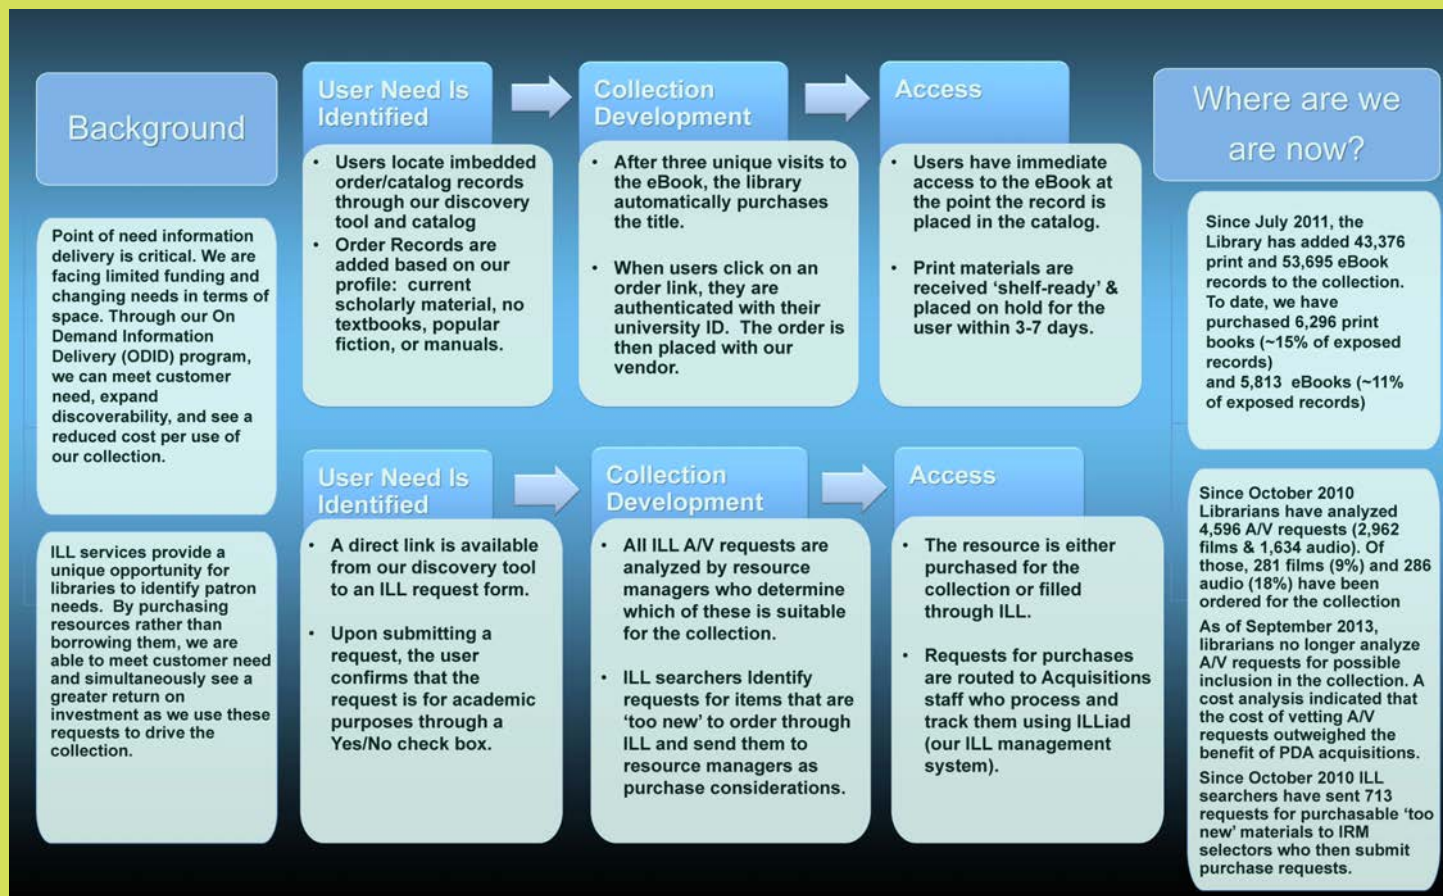 Background
Point of need information
delivery is critical. We are
facing limited funding and
changing needs in terms of
space. Through our On
Demand Information
Delivery (ODID) program,
we can meet customer
need, expand
discoverability, and see a
reduced cost per use of
our collection.
ILL services provide a
unique opportunity for
libraries to identify patron
needs. By purchasing
resources rather than
borrowing them, we are
able to meet customer need
and simultaneously see a
greater return on
investment as we use these
requests to drive the
collection.
User Need Is
Identified
• Users locate imbedded
order/catalog records
through our discovery
tool and catalog
• Order Records are
added based on our
profile: current
scholarly material, no
textbooks, popular
fiction, or manuals.
Collection
Development
• After three unique visits to
the eBook, the library
automatically purchases
the title.
• When users click on an
order link, they are
authenticated with their
university ID. The order is
then placed with our
vendor.
Access
• Users have immediate
access to the eBook at
the point the record is
placed in the catalog.
• Print materials are
received ‘shelf-ready’ &
placed on hold for the
user within 3-7 days.
User Need Is
Identified
• A direct link is available
from our discovery tool
to an ILL request form.
• Upon submitting a
request, the user
confirms that the
request is for academic
purposes through a
Yes/No check box.
Collection
Development
• All ILL A/V requests are
analyzed by resource
managers who determine
which of these is suitable
for the collection.
• ILL searchers Identify
requests for items that are
‘too new’ to order through
ILL and send them to
resource managers as
purchase considerations.
Access
• The resource is either
purchased for the
collection or filled
through ILL.
• Requests for purchases
are routed to Acquisitions
staff who process and
track them using ILLiad
(our ILL management
system).
Where are we
are now?
Since July 2011, the
Library has added 43,376
print and 53,695 eBook
records to the collection.
To date, we have
purchased 6,296 print
books (~15% of exposed
records)
and 5,813 eBooks (~11%
of exposed records)
Since October 2010
Librarians have analyzed
4,596 A/V requests (2,962
films & 1,634 audio). Of
those, 281 films (9%) and 286
audio (18%) have been
ordered for the collection
As of September 2013,
librarians no longer analyze
A/V requests for possible
inclusion in the collection. A
cost analysis indicated that
the cost of vetting A/V
requests outweighed the
benefit of PDA acquisitions.
Since October 2010 ILL
searchers have sent 713
requests for purchasable ‘too
new’ materials to IRM
selectors who then submit
purchase requests.